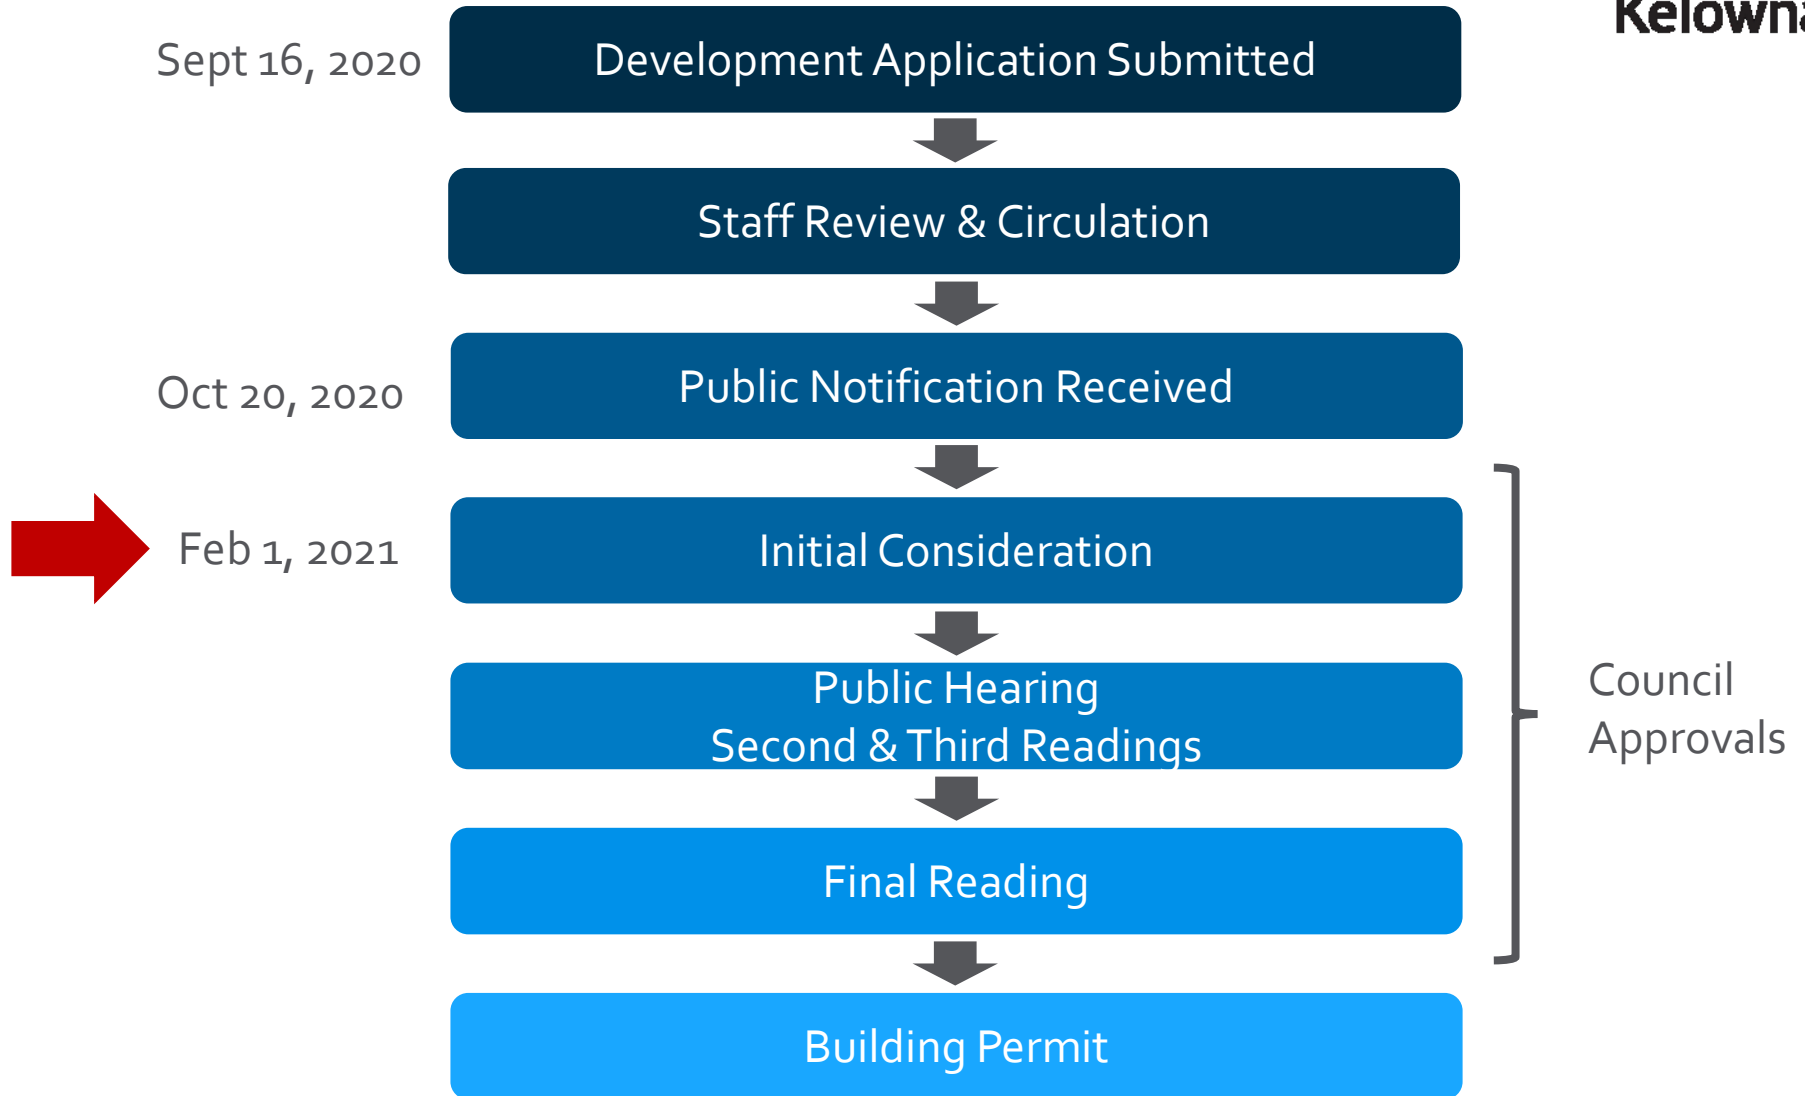 Kelowna
Sept 16, 2020
Development Application Submitted
Staff Review & Circulation
Oct 20, 2020
Public Notification Received
Feb 1, 2021
Initial Consideration
Public Hearing
Second & Third Readings
Council
Approvals
Final Reading
Building Permit